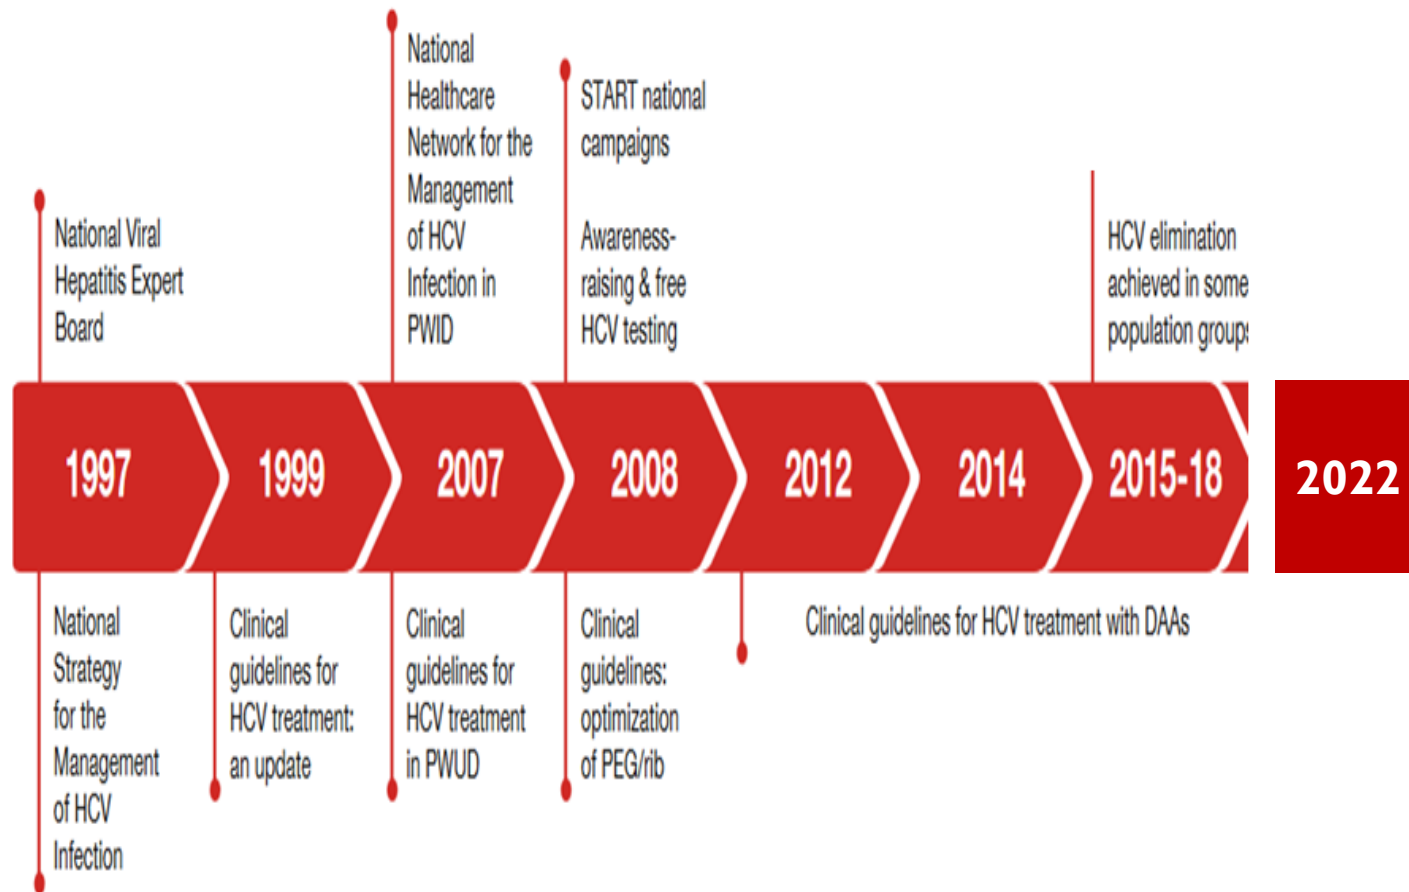 National Viral
Hepatitis Expert
Board
National
Healthcare
Network for the
Management
of HCV
Infection in
PWID
START national
campaigns
Awareness-
raising & free
HCV testing
HCV elimination
achieved in some
population groups
1997
1999
2007
2008
2012
2014
2015-18
2022
National
Strategy
for the
Management
of HCV
Infection
Clinical
guidelines for
HCV treatment:
an update
Clinical
guidelines for
HCV treatment
in PWUD
Clinical
guidelines:
optimization
of PEG/rib
Clinical guidelines for HCV treatment with DAAs